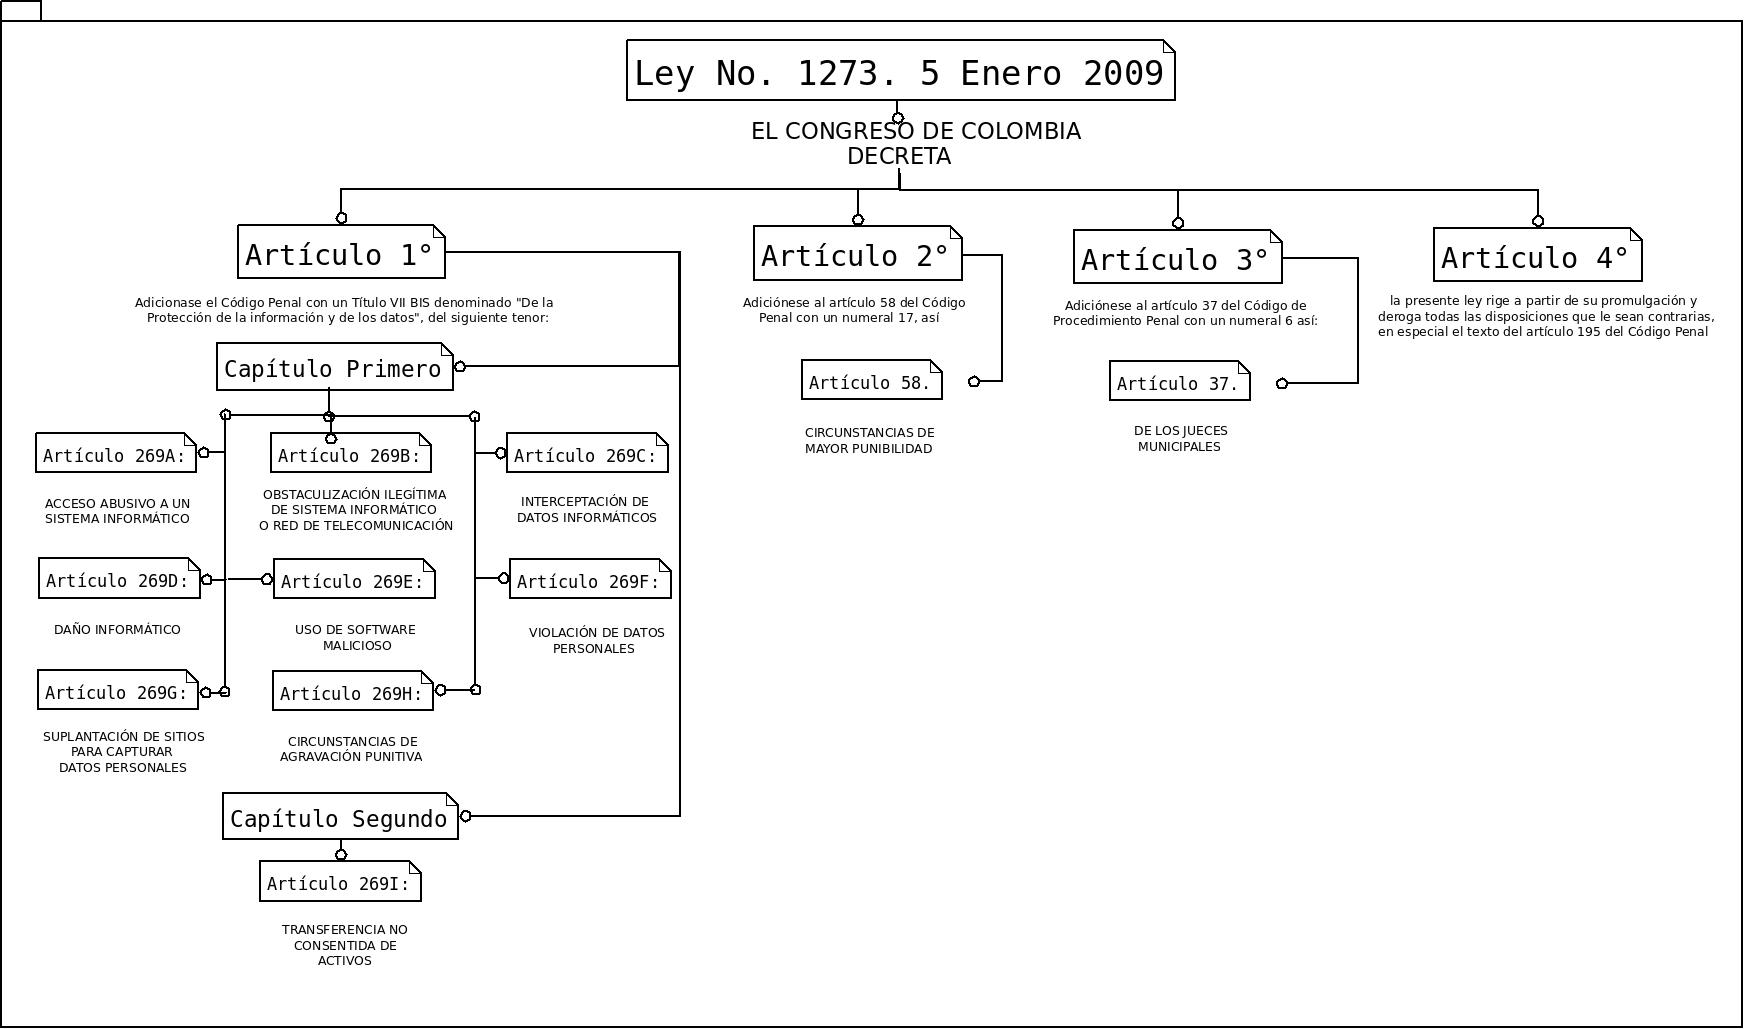 Ley No. 1273. 5 Enero 2009
EL CONGRESO DE COLOMBIA
DECRETA
Artículo 1°
Adicionase el Código Penal con un Título VII BIS denominado "De la
Protección de la información y de los datos", del siguiente tenor:
Capítulo Primero
Artículo 269A:
ACCESO ABUSIVO A UN
SISTEMA INFORMÁTICO
Artículo 269B:
OBSTACULIZACIÓN ILEGÍTIMA
DE SISTEMA INFORMÁTICO
O RED DE TELECOMUNICACIÓN
Artículo 269C:
INTERCEPTACIÓN DE
DATOS INFORMÁTICOS
Artículo 269D:
DAÑO INFORMÁTICO
Artículo 269E:
USO DE SOFTWARE
MALICIOSO
Artículo 269F:
VIOLACIÓN DE DATOS
PERSONALES
Artículo 269G:
SUPLANTACIÓN DE SITIOS
PARA CAPTURAR
DATOS PERSONALES
Artículo 269H:
CIRCUNSTANCIAS DE
AGRAVACIÓN PUNITIVA
Capítulo Segundo
Artículo 269I:
TRANSFERENCIA NO
CONSENTIDA DE
ACTIVOS
Artículo 2°
Adiciónese al artículo 58 del Código
Penal con un numeral 17, así
Artículo 58.
CIRCUNSTANCIAS DE
MAYOR PUNIBILIDAD
Artículo 3°
Adiciónese al artículo 37 del Código de
Procedimiento Penal con un numeral 6 así:
Artículo 37.
DE LOS JUECES
MUNICIPALES
Artículo 4°
la presente ley rige a partir de su promulgación y
deroga todas las disposiciones que le sean contrarias,
en especial el texto del artículo 195 del Código Penal